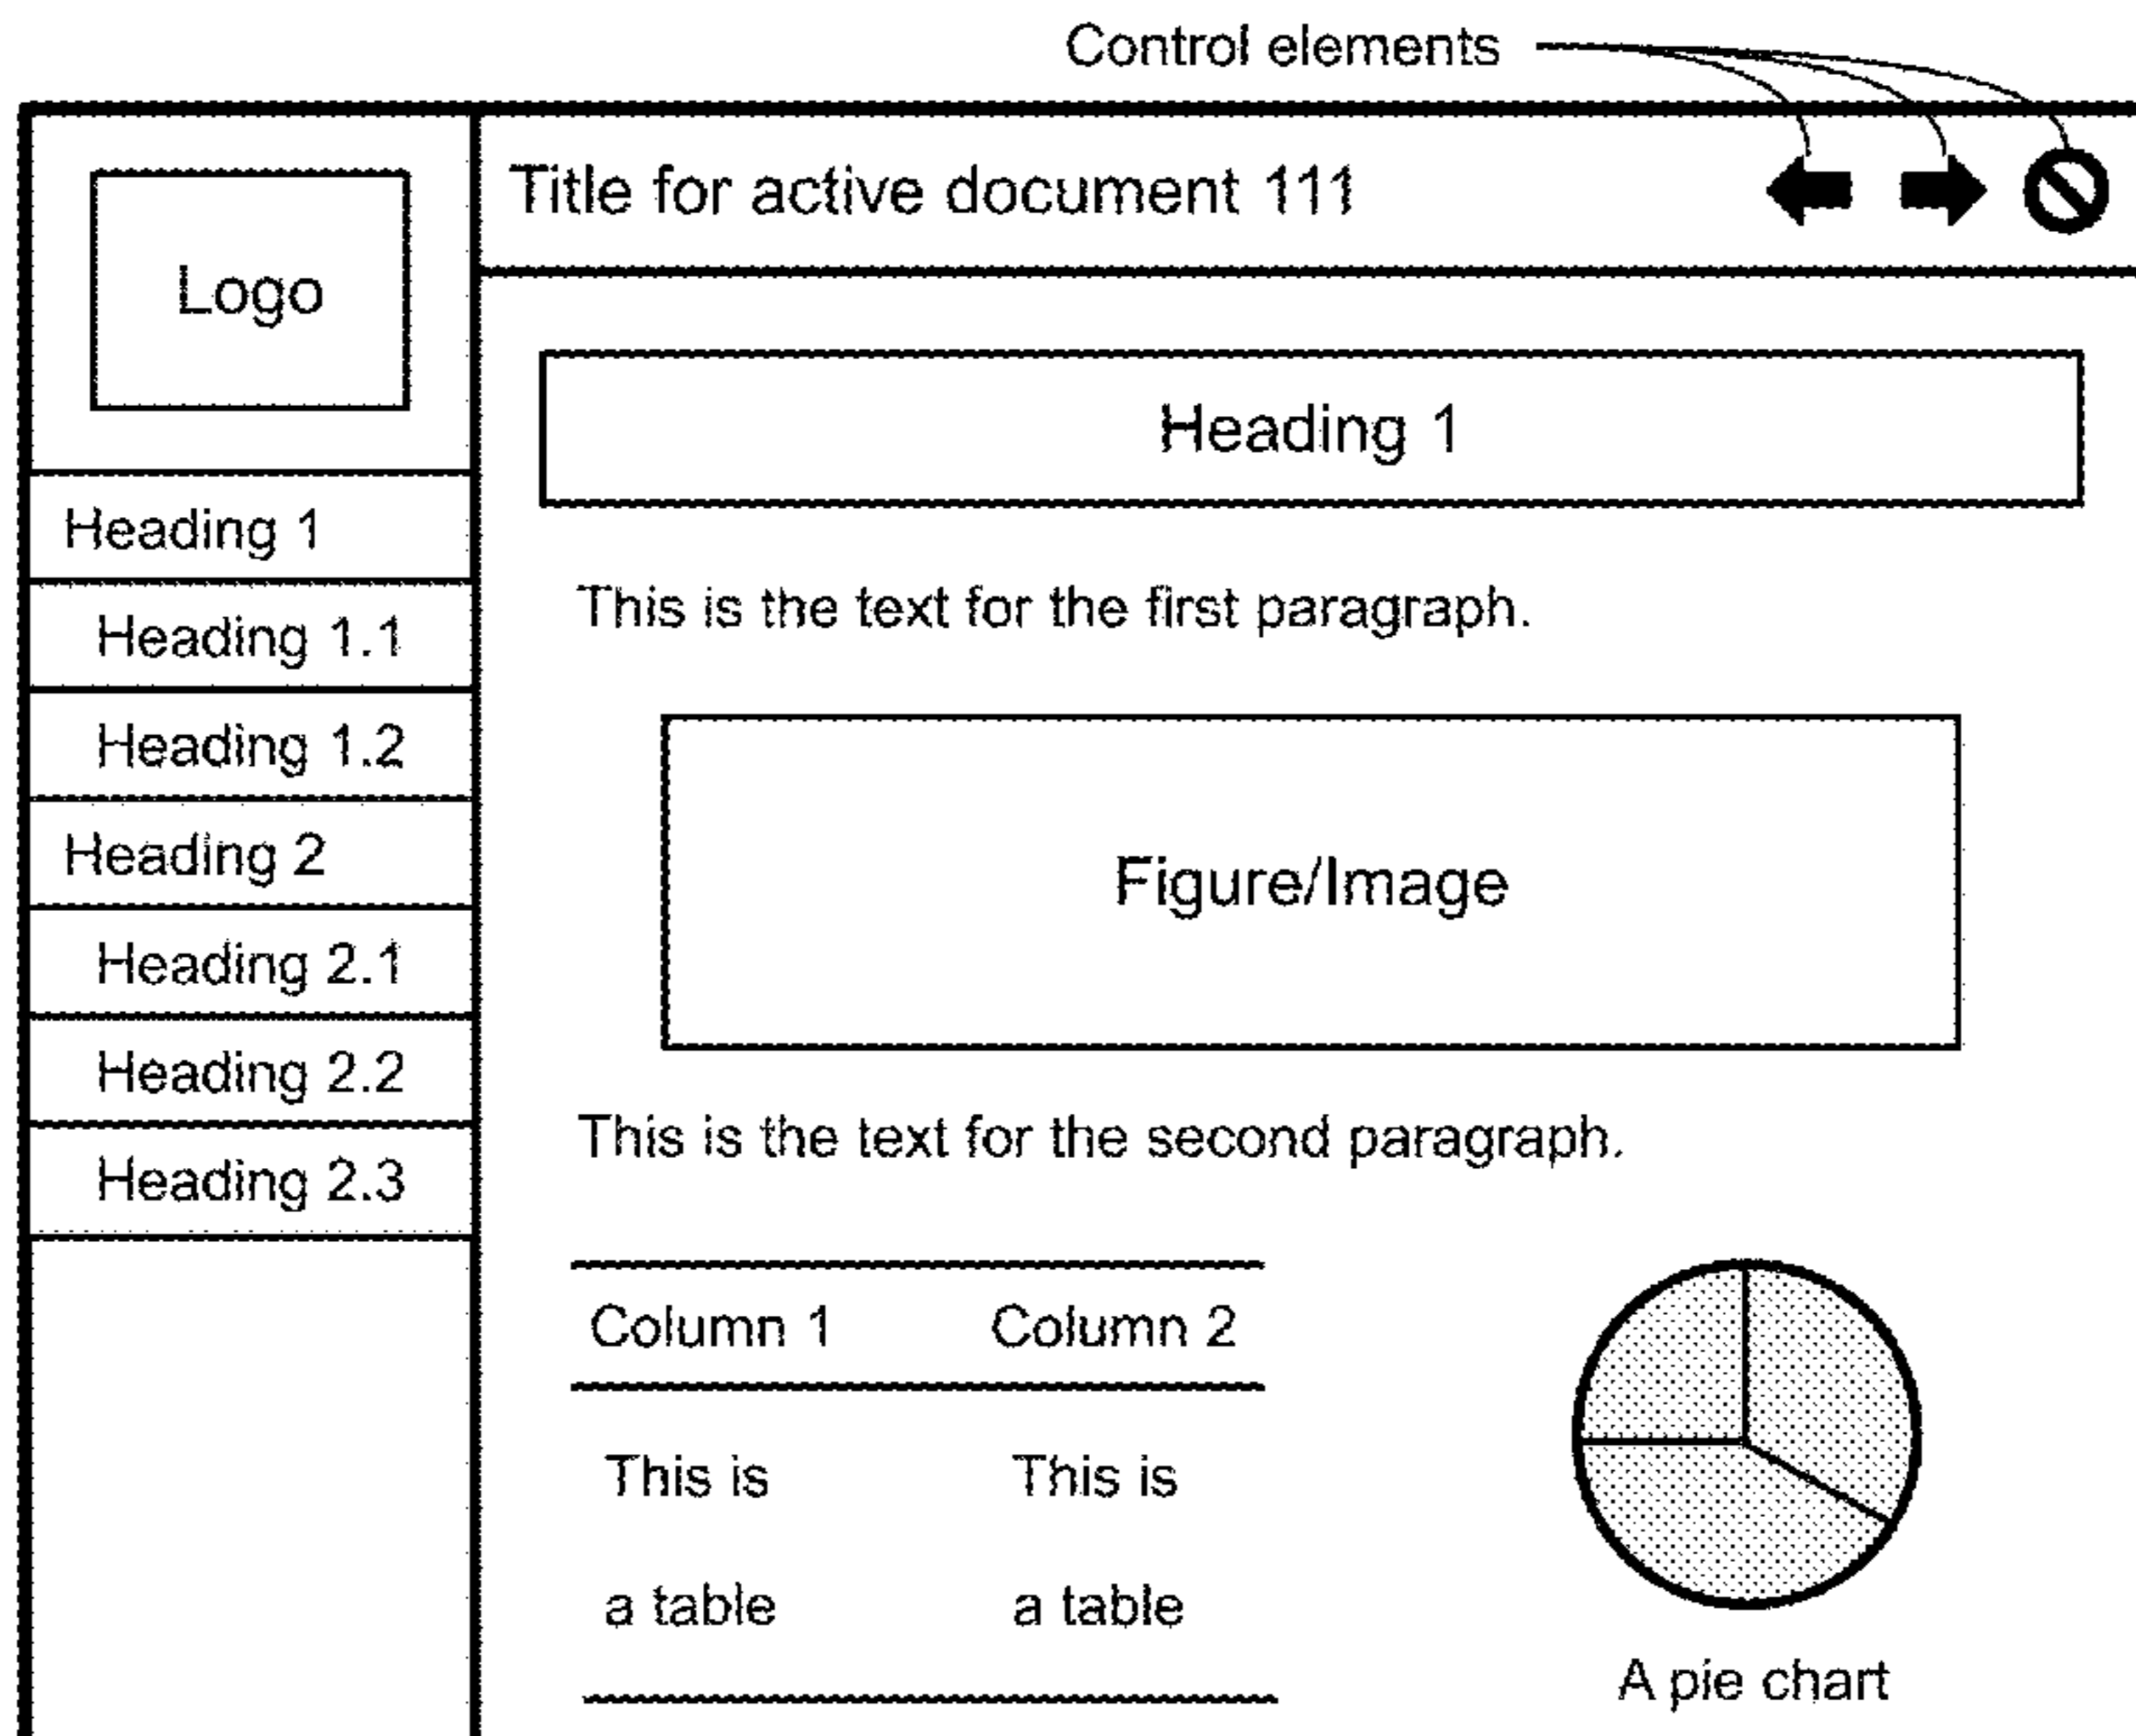 Control elements
Logo
Title for active document 111
Heading 1
Heading 1.1
Heading 1.2
Heading 2
Heading 2.1
Heading 2.2
Heading 2.3
Heading 1
This is the text for the first paragraph.
Figure/Image
This is the text for the second paragraph.
Column 1 Column 2
This is This is
a table a table
A pie chart